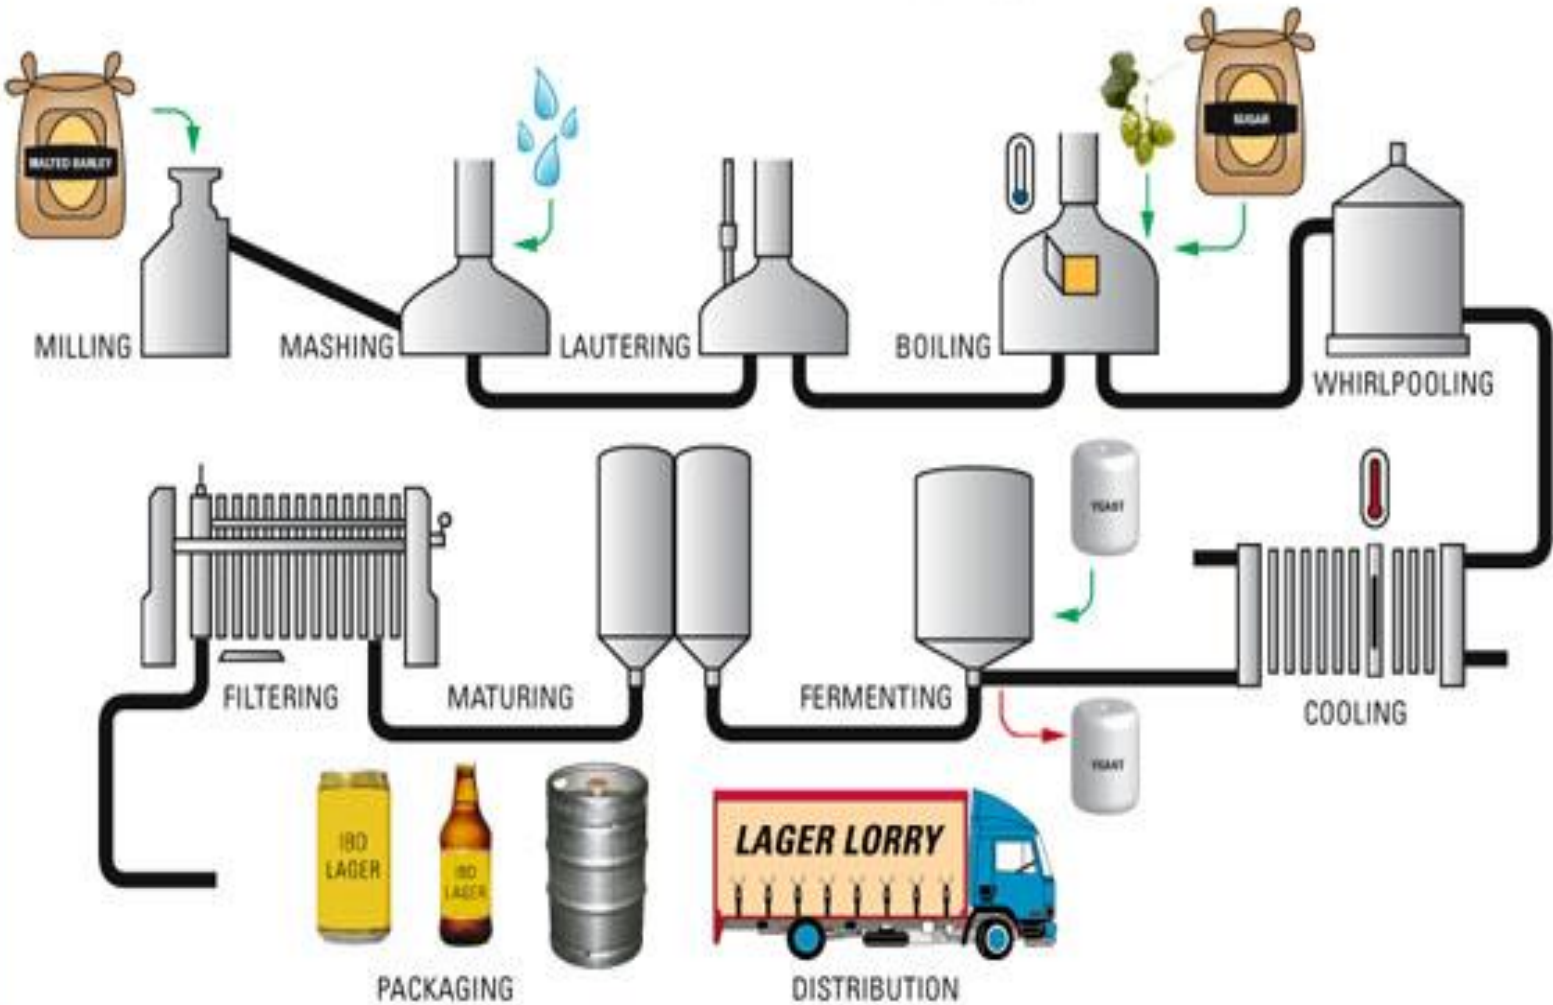 MALTED BARLEY
SUGAR
MILLING
MASHING
LAUTERING
BOILING
WHIRLPOOLING
YEAST
FILTERING
MATURING
FERMENTING
COOLING
YEAST
IBD
LAGER
IBD
LAGER
LAGER LORRY
PACKAGING
DISTRIBUTION